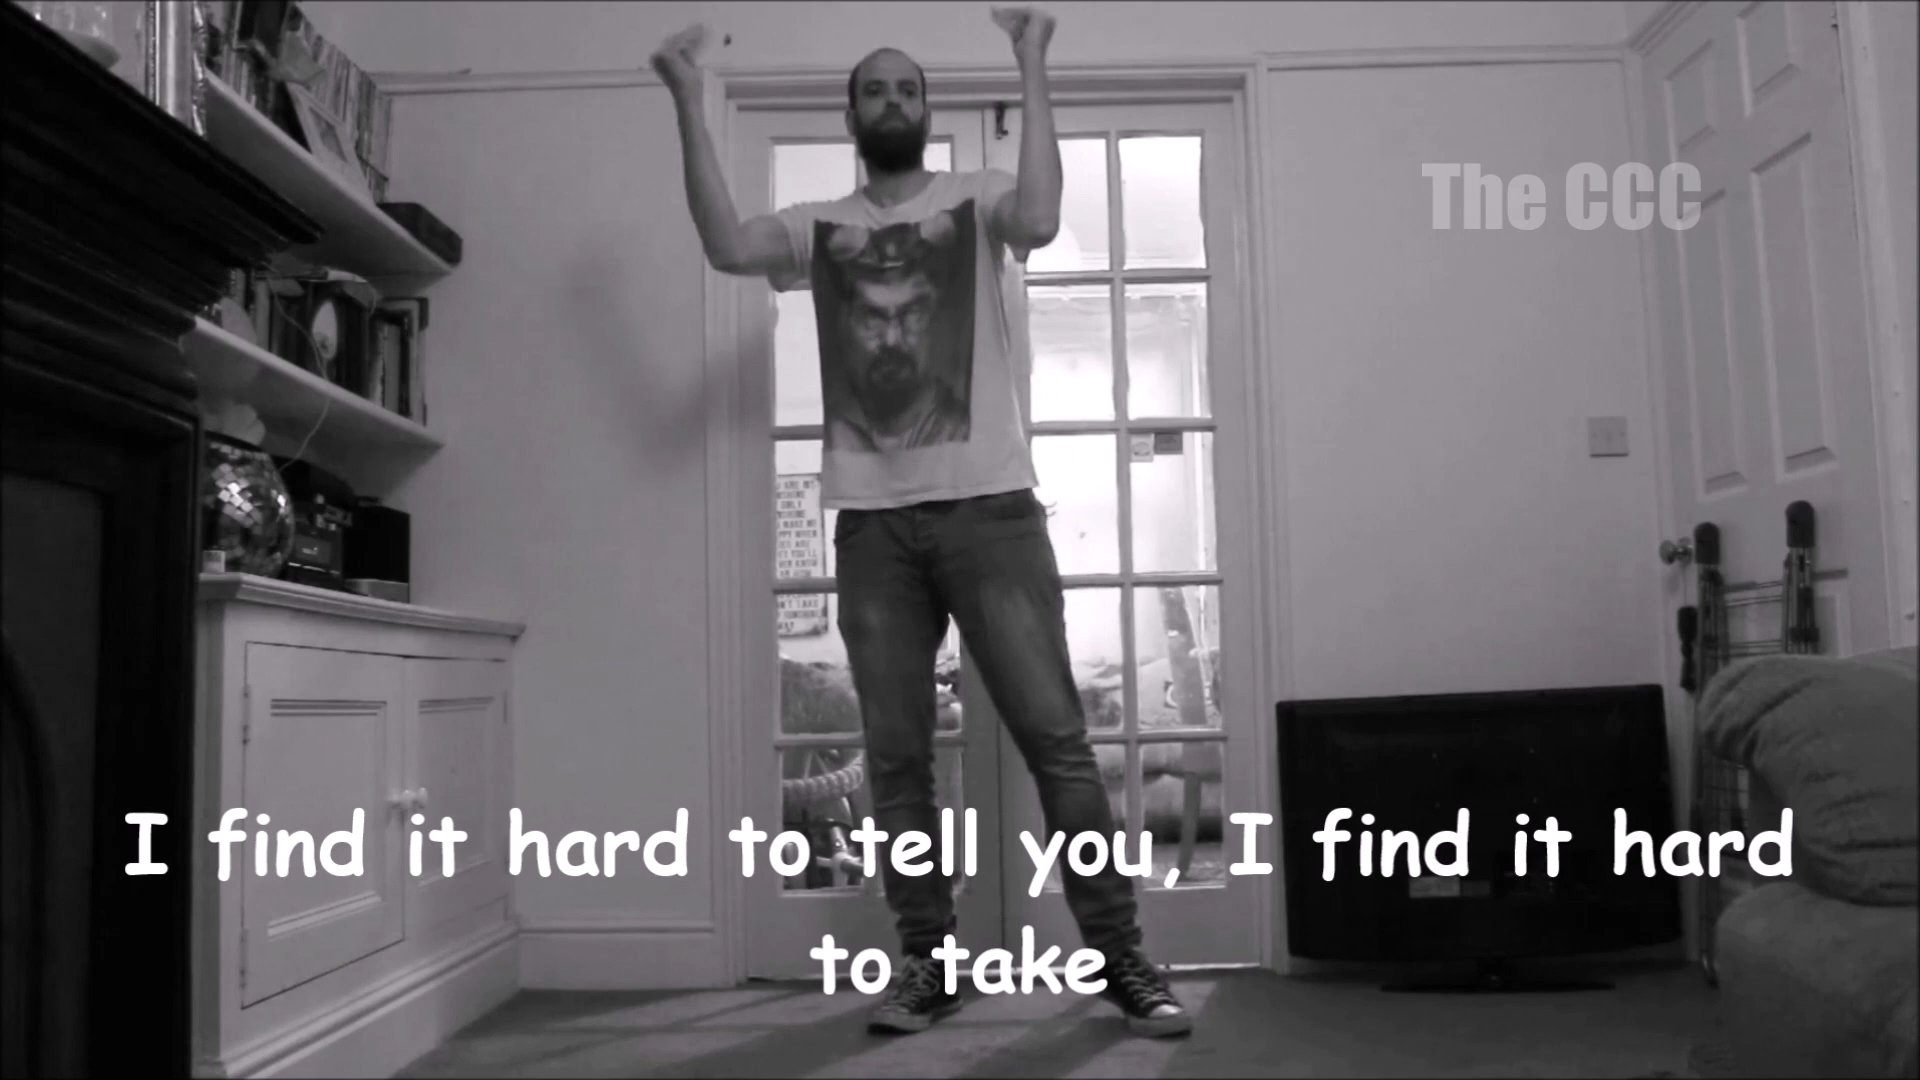 The CCC
I find it hard to tell you, I find it hard
to take